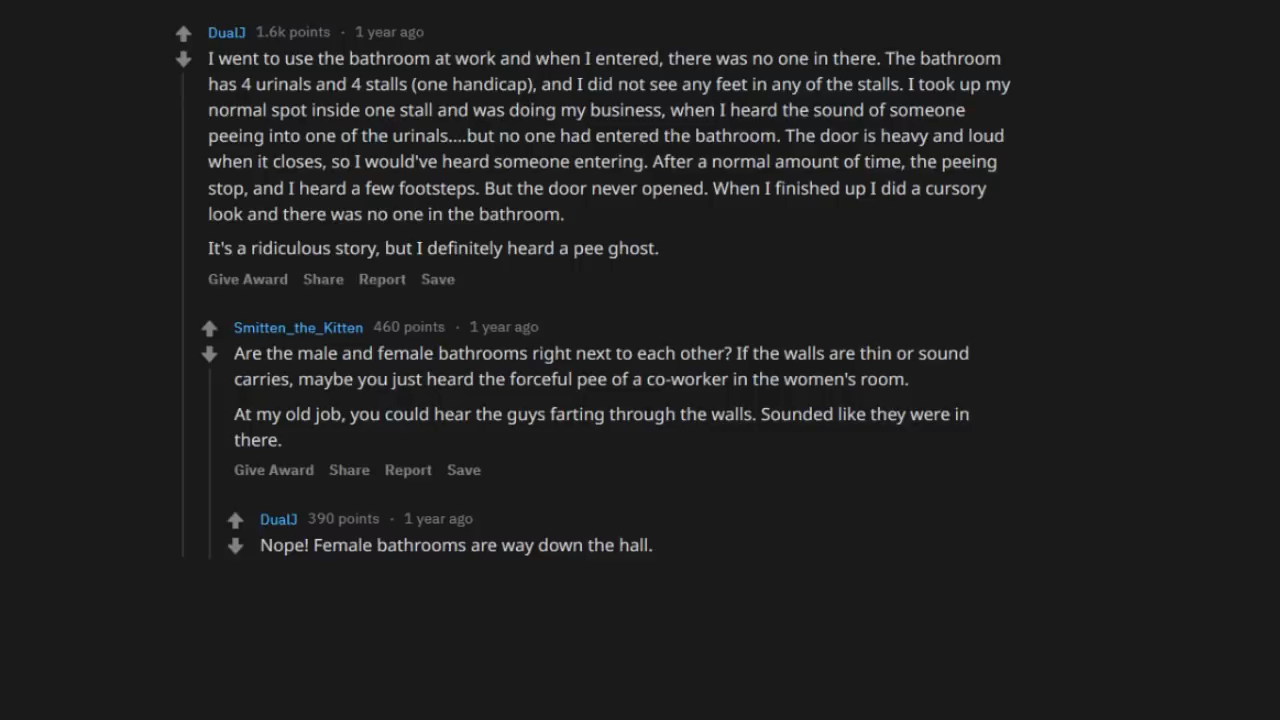 DualJ 1.6k points · 1 year ago
I went to use the bathroom at work and when I entered, there was no one in there. The bathroom
has 4 urinals and 4 stalls (one handicap), and I did not see any feet in any of the stalls. I took up my
normal spot inside one stall and was doing my business, when I heard the sound of someone
peeing into one of the urinals....but no one had entered the bathroom. The door is heavy and loud
when it closes, so I would've heard someone entering. After a normal amount of time, the peeing
stop, and I heard a few footsteps. But the door never opened. When I finished up I did a cursory
look and there was no one in the bathroom.
It's a ridiculous story, but I definitely heard a pee ghost.
Give Award Share Report Save
Smitten_the_Kitten 460 points · 1 year ago
Are the male and female bathrooms right next to each other? If the walls are thin or sound
carries, maybe you just heard the forceful pee of a co-worker in the women's room.
At my old job, you could hear the guys farting through the walls. Sounded like they were in
there.
Give Award Share Report Save
DualJ 390 points · 1 year ago
Nope! Female bathrooms are way down the hall.